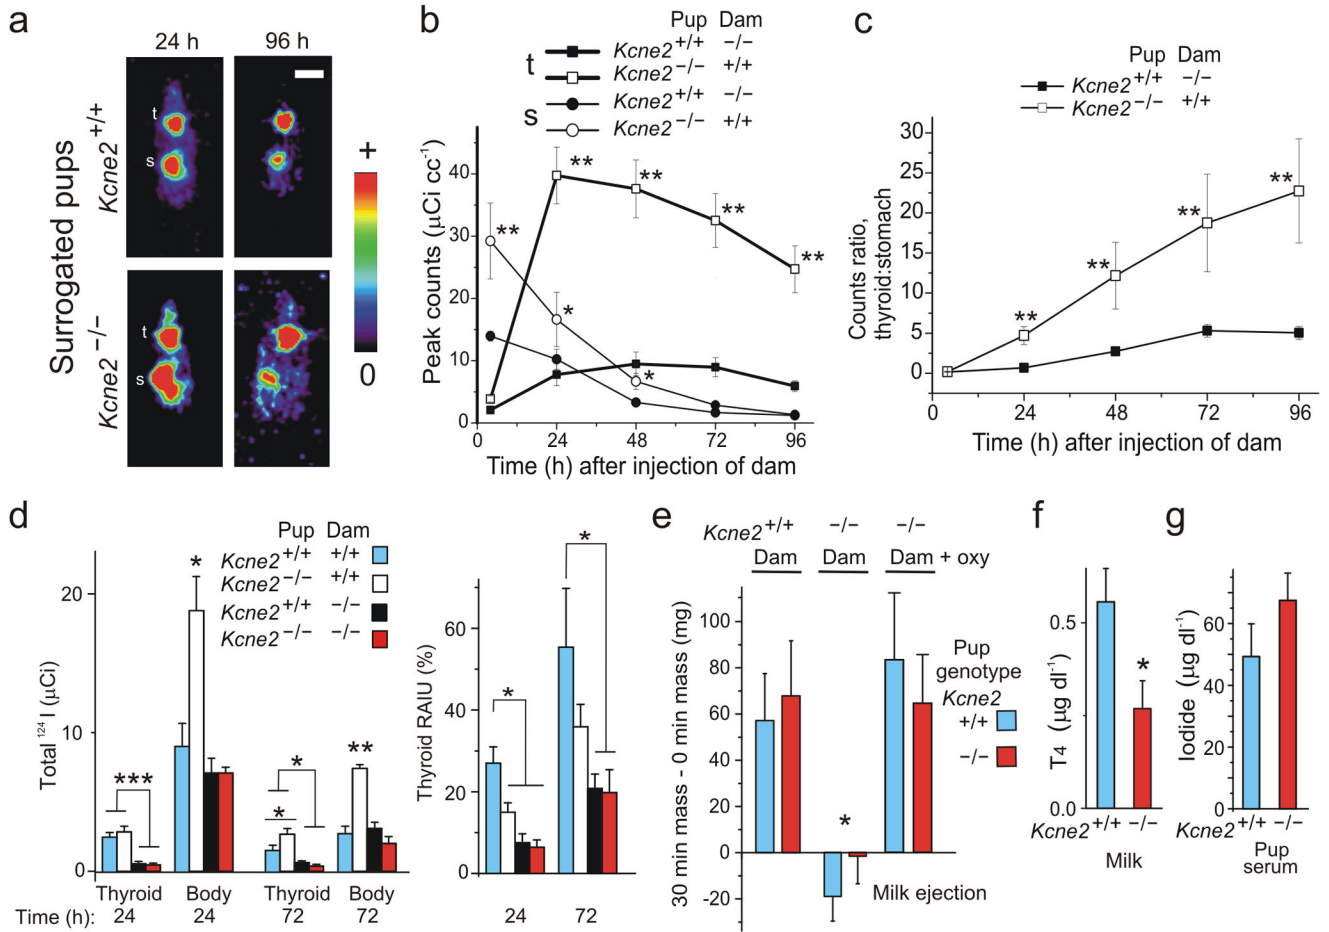 a
24 h
96 h
t
s
t
s
Surrogated pups
Kcne2 +/+
Kcne2 −/−
+
0
b
Pup Dam
t
Kcne2 +/+ −/−
Kcne2 −/− +/+
s
Kcne2 +/+ −/−
Kcne2 −/− +/+
Peak counts (μCi cc-1)
50
40
30
20
10
0
**
**
**
**
**
*
*
0 24 48 72 96
Time (h) after injection of dam
c
Pup Dam
Kcne2 +/+ −/−
Kcne2 −/− +/+
Counts ratio,
thyroid:stomach
30
25
20
15
10
5
0
**
**
**
**
0 24 48 72 96
Time (h) after injection of dam
d
Pup Dam
Kcne2 +/+ +/+
Kcne2 −/− +/+
Kcne2 +/+ −/−
Kcne2 −/− −/−
Total 124 I (μCi)
20
10
0
***
*
*
*
**
Thyroid Body Thyroid Body
Time (h): 24 24 72 72
Thyroid RAIU (%)
60
40
20
0
*
*
24 72
e
Kcne2 +/+ −/− −/−
Dam Dam Dam + oxy
30 min mass - 0 min mass (mg)
100
80
60
40
20
0
-20
*
Pup
genotype
Kcne2
+/+
−/−
Milk ejection
f
T4 (μg dl-1)
0.5
0.0
*
Kcne2 +/+ −/−
Milk
g
Iodide (μg dl-1)
60
40
20
0
Kcne2 +/+ −/−
Pup
serum